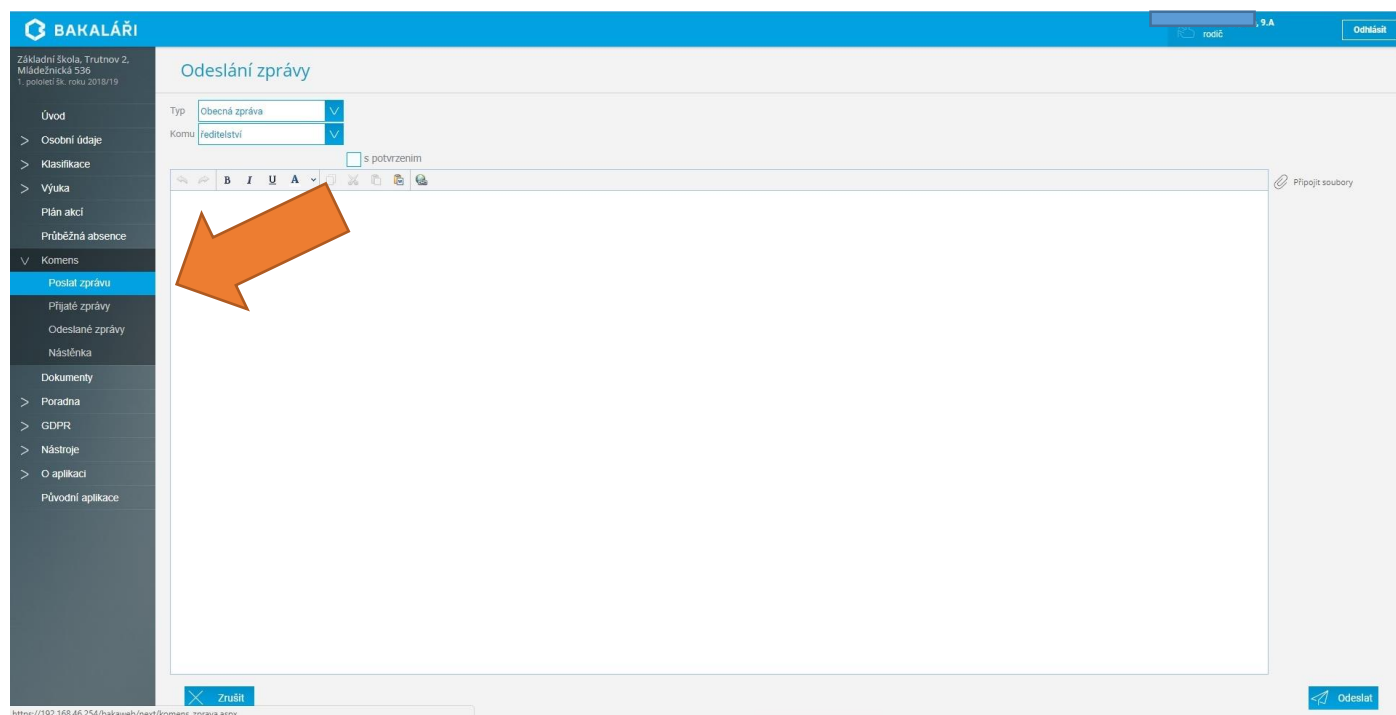 BAKALÁŘI
, 9.A
rodič
Odhlásit
Základní škola, Trutnov 2,
Mládežnická 536
1. pololetí šk. roku 2018/19
Odeslání zprávy
Úvod
Osobní údaje
Klasifikace
Výuka
Plán akcí
Průběžná absence
Komens
Poslat zprávu
Přijaté zprávy
Odeslané zprávy
Nástěnka
Dokumenty
Poradna
GDPR
Nástroje
O aplikaci
Původní aplikace
Typ Obecná zpráva
Komu ředitelství
s potvrzením
B I U A
Připojit soubory
Zrušit
Odeslat
https://192.168.46.254/bakaweb/next/komens_zprava.aspx